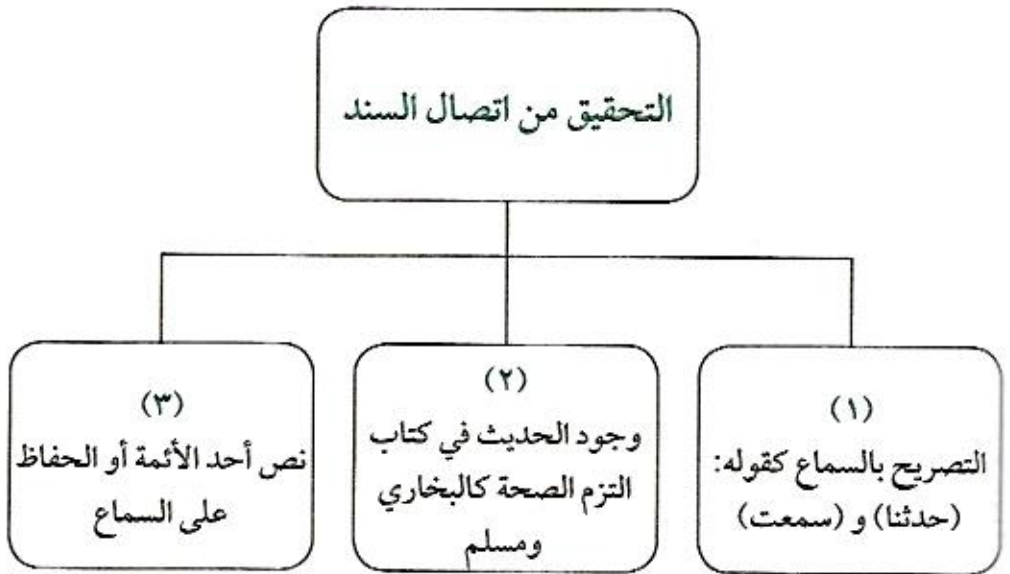 التحقيق من اتصال السند
(١)
التصريح بالسماع كقوله:
(حدثنا) و (سمعت)
(٢)
وجود الحديث في كتاب
التزم الصحة كالبخاري
ومسلم
(٣)
نص أحد الأئمة أو الحفاظ
على السماع